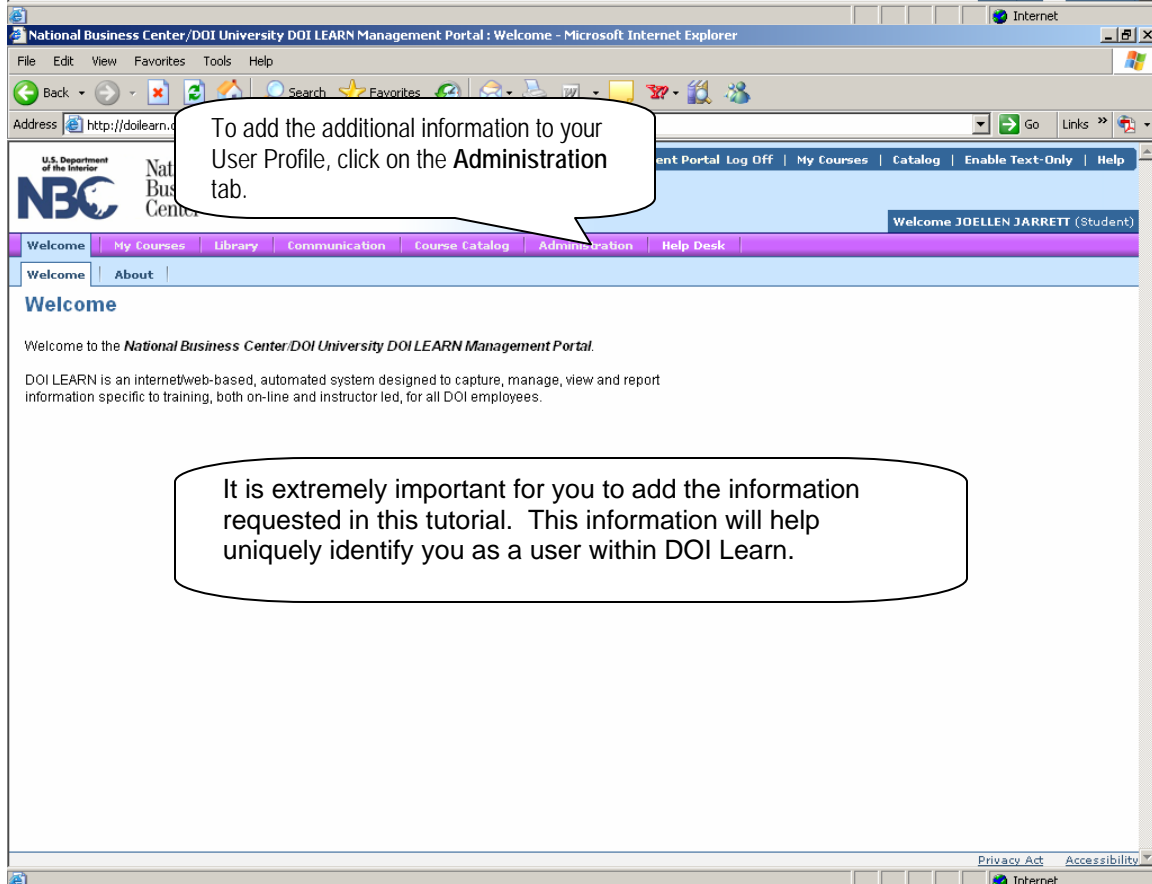 Internet
National Business Center/DOI University DOI LEARN Management Portal : Welcome - Microsoft Internet Explorer
File Edit View Favorites Tools Help
Back Search Favorites
Address http://doilearn. Go Links »
To add the additional information to your
User Profile, click on the Administration
tab.
U.S. Department
of the Interior
NBC
Center
Portal Log Off | My Courses | Catalog | Enable Text-Only | Help
Welcome JOELLEN JARRETT (Student)
Welcome My Courses Library Communication Course Catalog Administration Help Desk
Welcome About
Welcome
Welcome to the National Business Center/DOI University DOI LEARN Management Portal.
DOI LEARN is an internet/web-based, automated system designed to capture, manage, view and report
information specific to training, both on-line and instructor led, for all DOI employees.
It is extremely important for you to add the information
requested in this tutorial. This information will help
uniquely identify you as a user within DOI Learn.
Privacy Act Accessibility
Internet